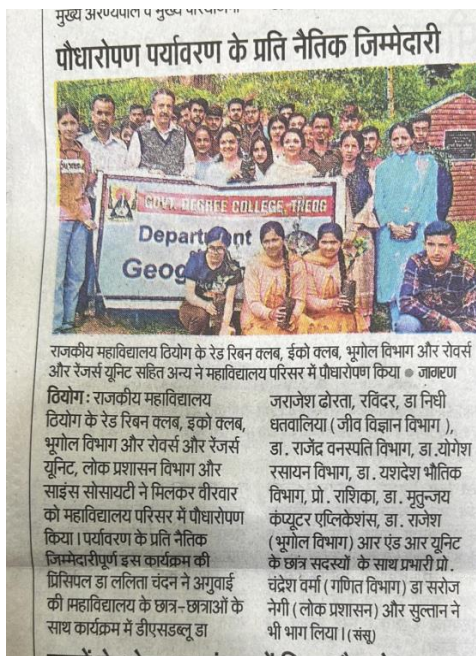 मुख्य अरण्यपाल व मुख्य परियोजना
पौधारोपण पर्यावरण के प्रति नैतिक जिम्मेदारी
GOVT. DEGREE COLLEGE, THEOG
Department
Geog
राजकीय महाविद्यालय ठियोग के रेड रिबन क्लब, ईको क्लब, भूगोल विभाग और रोवर्स
और रेंजर्स यूनिट सहित अन्य ने महाविद्यालय परिसर में पौधारोपण किया ● जागरण
ठियोग: राजकीय महाविद्यालय
ठियोग के रेड रिबन क्लब, इको क्लब,
भूगोल विभाग और रोवर्स और रेंजर्स
यूनिट, लोक प्रशासन विभाग और
साइंस सोसायटी ने मिलकर वीरवार
को महाविद्यालय परिसर में पौधारोपण
किया। पर्यावरण के प्रति नैतिक
जिम्मेदारीपूर्ण इस कार्यक्रम की
प्रिंसिपल डा ललिता चंदन ने अगुवाई
की।महाविद्यालय के छात्र-छात्राओं के
साथ कार्यक्रम में डीएसडब्लू डा
जराजेश ढोरता, रविंदर, डा निधी
धतवालिया (जीव विज्ञान विभाग ),
डा. राजेंद्र वनस्पति विभाग, डा.योगेश
रसायन विभाग, डा. यशदेश भौतिक
विभाग, प्रो. राशिका, डा. मृतुन्जय
कंप्यूटर एप्लिकेशंस, डा. राजेश
(भूगोल विभाग) आर एंड आर यूनिट
के छात्र सदस्यों के साथ प्रभारी प्रो.
चंद्रेश वर्मा (गणित विभाग) डा सरोज
नेगी (लोक प्रशासन) और सुल्तान ने
भी भाग लिया।(संसू)